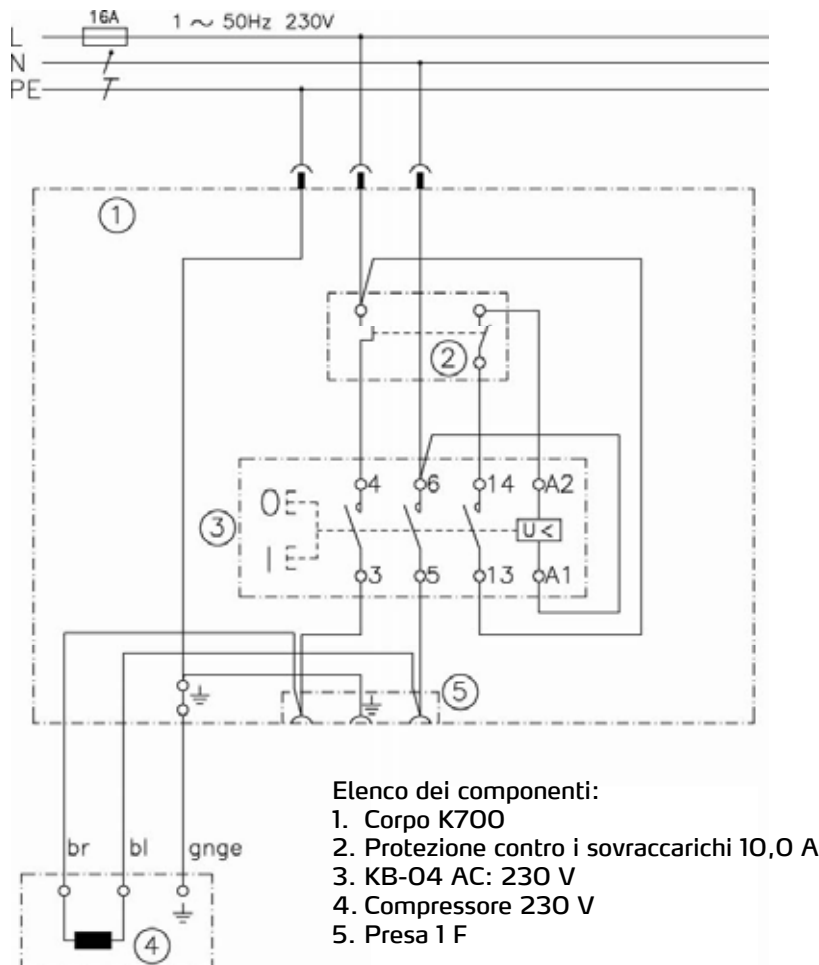 16A
1 ~ 50Hz 230V
L
N
PE
1
2
4 6 14 A2
O
3
U<
I
3 5 13 A1
5
br bl gnge
4
Elenco dei componenti:
1. Corpo K700
2. Protezione contro i sovraccarichi 10,0 A
3. KB-04 AC: 230 V
4. Compressore 230 V
5. Presa 1 F